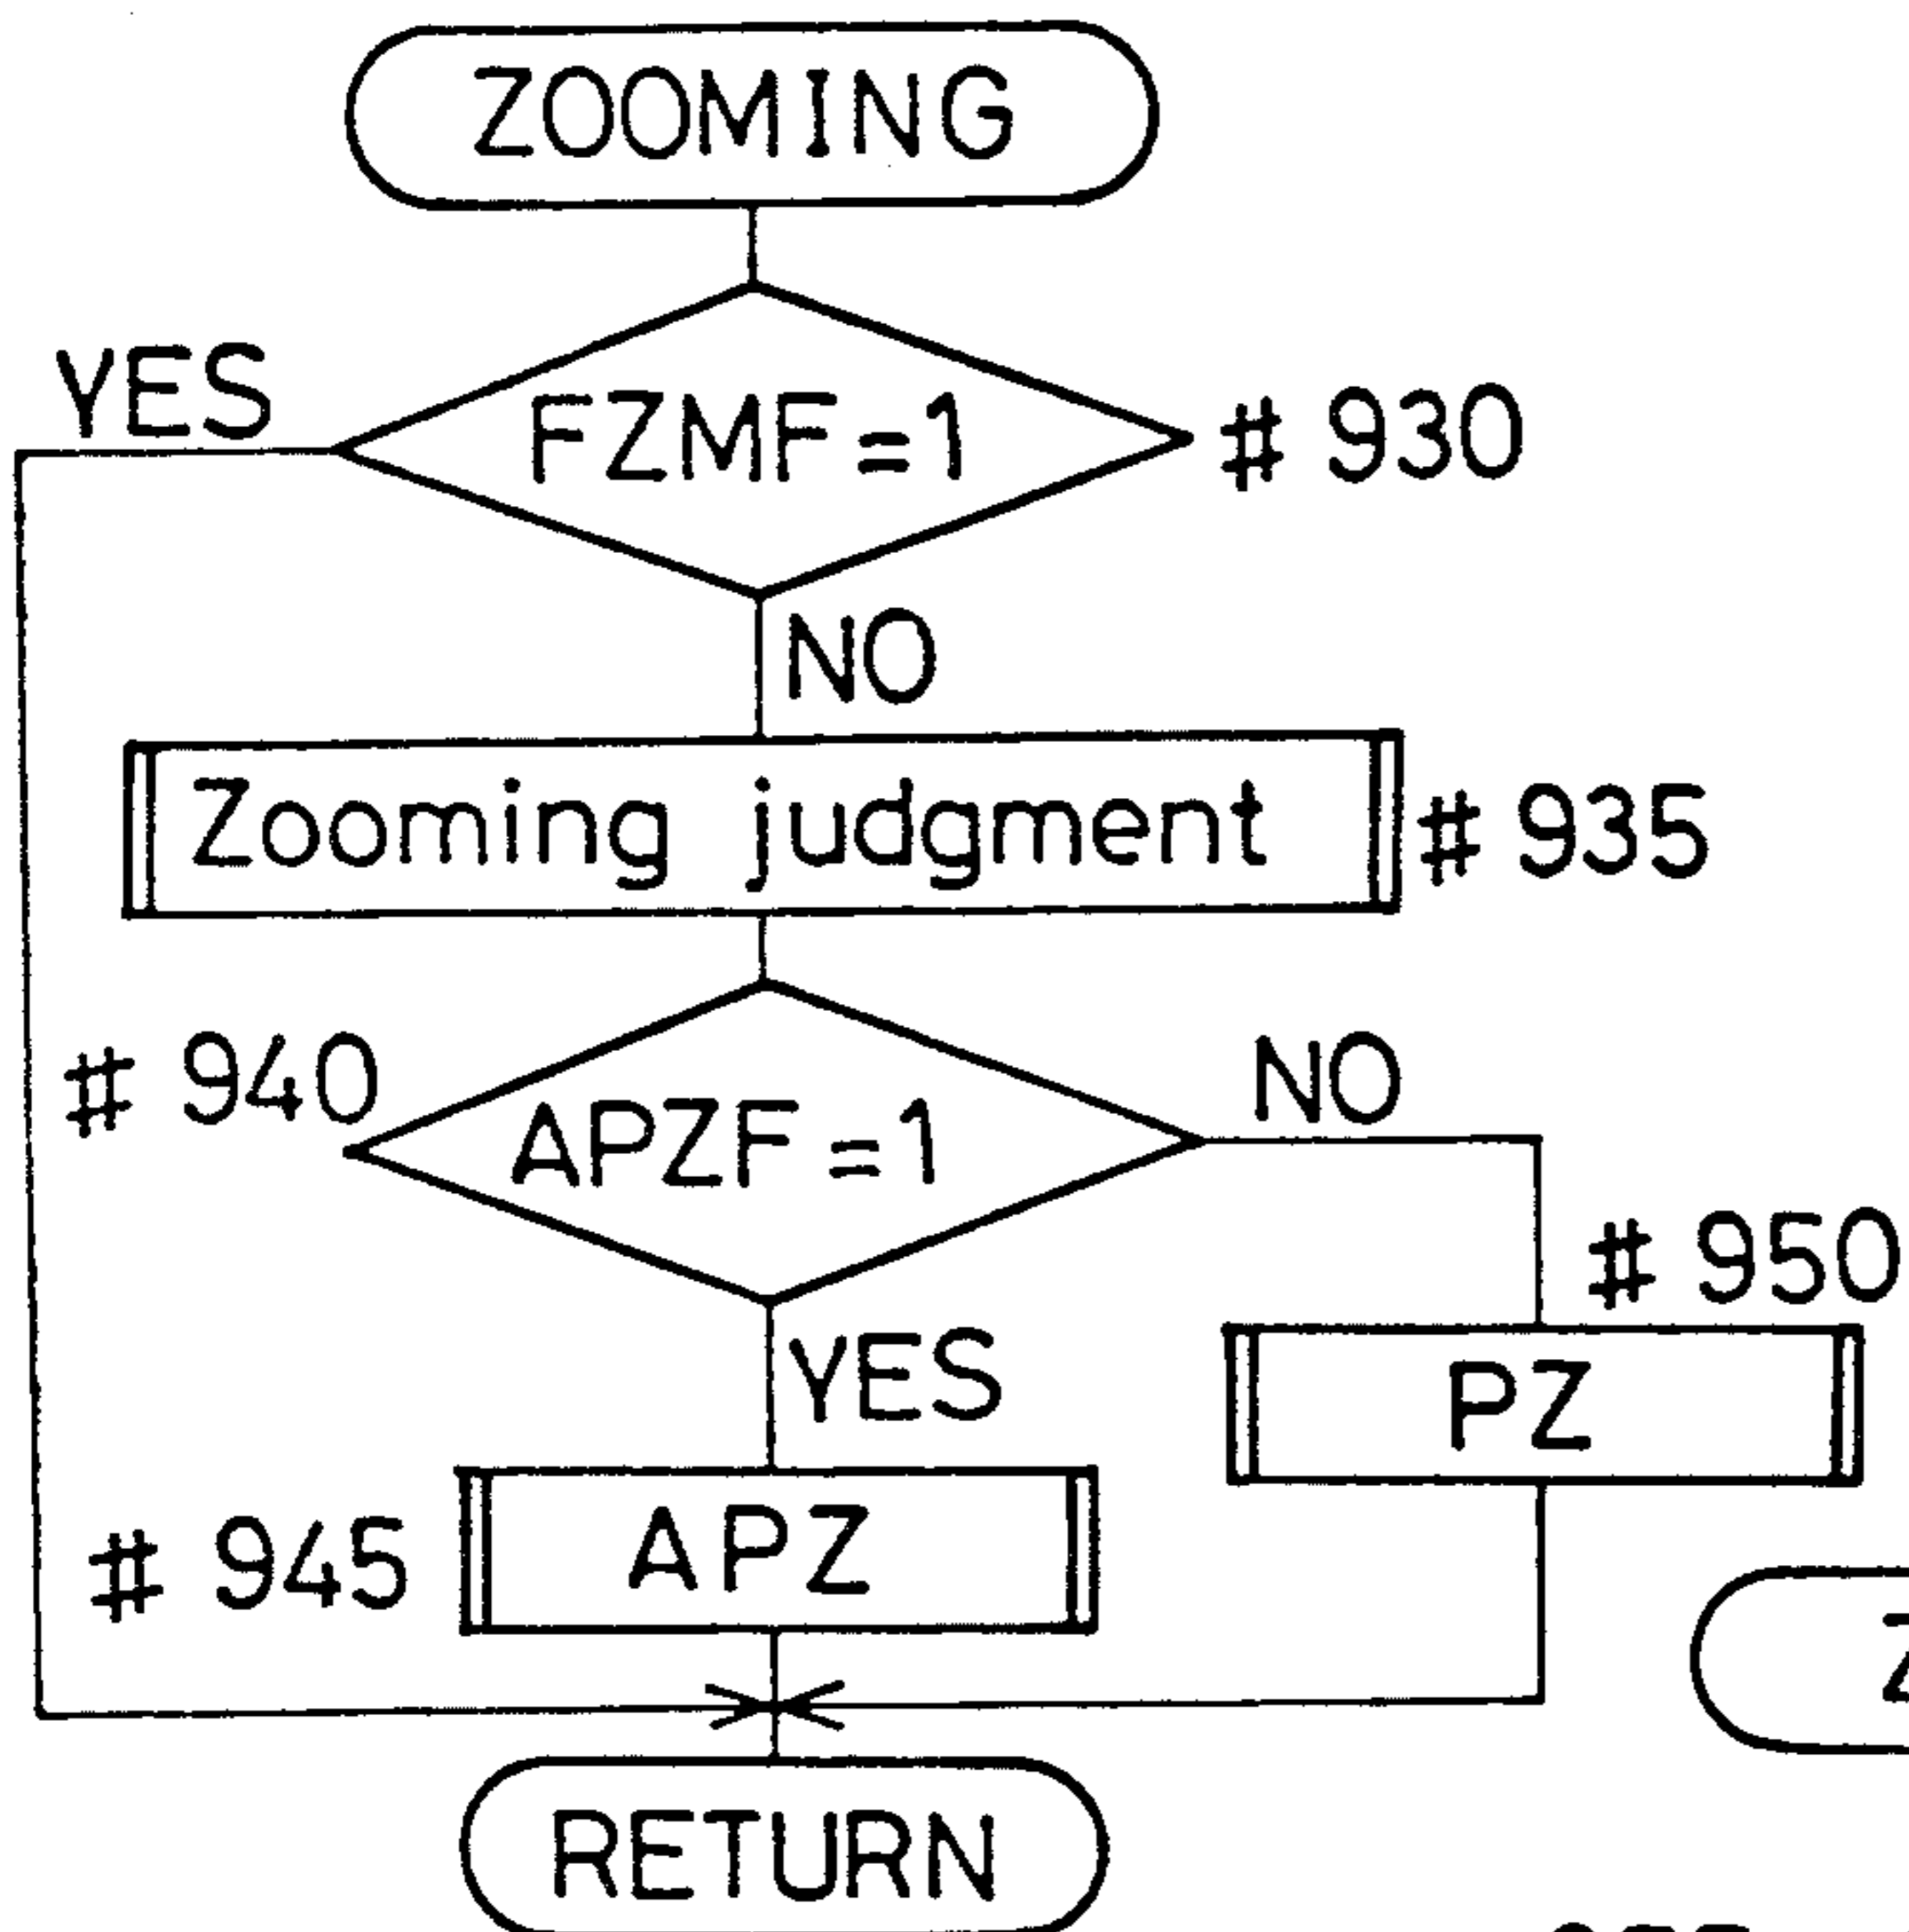 ZOOMING
YES
FZMF=1
# 930
NO
Zooming judgment
# 935
# 940
APZF=1
NO
# 950
YES
PZ
# 945
APZ
RETURN